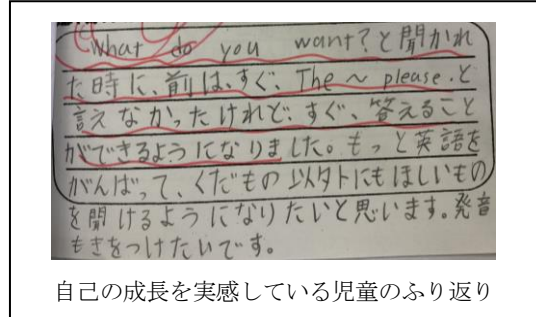 What do you want?と聞かれ
た時に、前は、すぐ、The ～ please.と
言えなかったけれど、すぐ、答えること
ができるようになりました。もっと英語を
がんばって、くだもの以外にもほしいもの
を聞けるようになりたいと思います。発音
もきをつけたいです。
自己の成長を実感している児童のふり返り